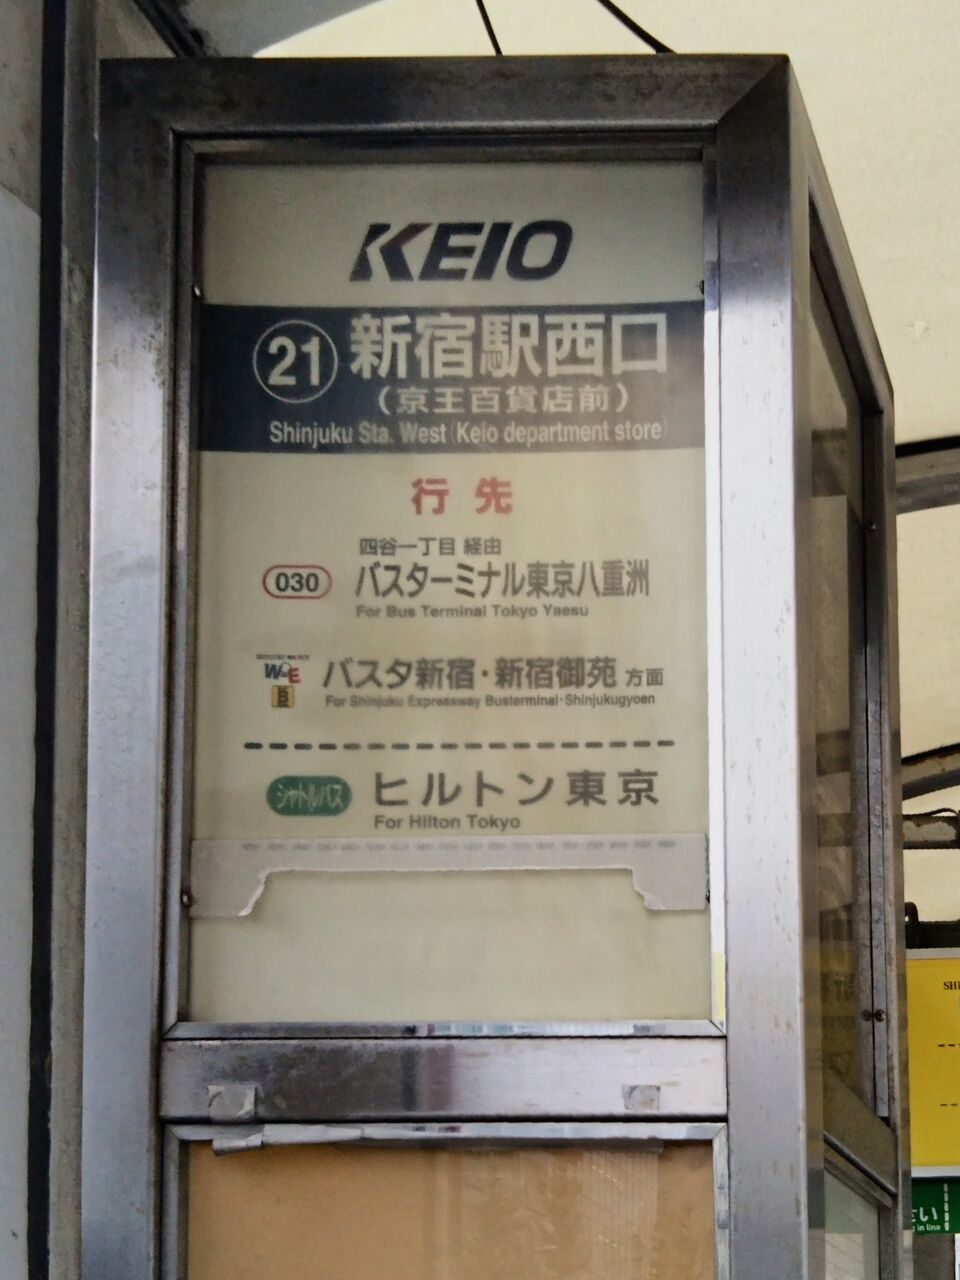 KEIO
21 新宿駅西口
（京王百貨店前）
Shinjuku Sta. West (Keio department store)
行先
四谷一丁目 経由
030 バスターミナル東京八重洲
For Bus Terminal Tokyo Yaesu
WE
B
バスタ新宿・新宿御苑 方面
For Shinjuku Expressway Busterminal・Shinjukugyoen
シャトルバス ヒルトン東京
For Hilton Tokyo
SHI
in line